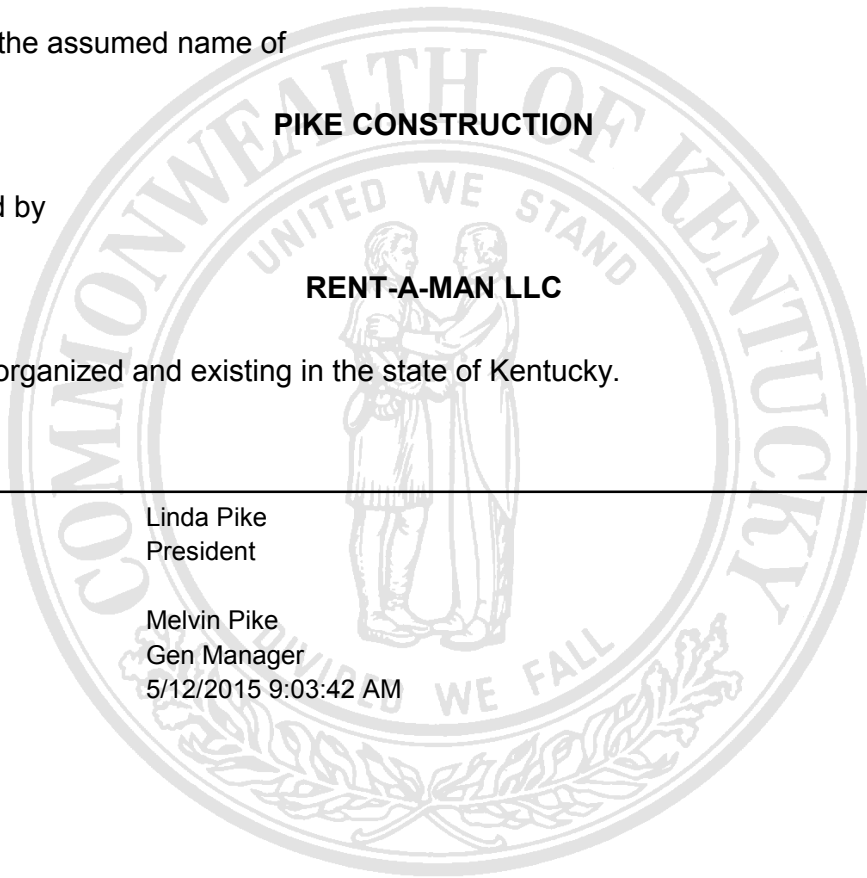 the assumed name of
PIKE CONSTRUCTION
d by
RENT-A-MAN LLC
organized and existing in the state of Kentucky.
Linda Pike
President
Melvin Pike
Gen Manager
5/12/2015 9:03:42 AM
COMMONWEALTH OF KENTUCKY
UNITED WE STAND
DIVIDED WE FALL